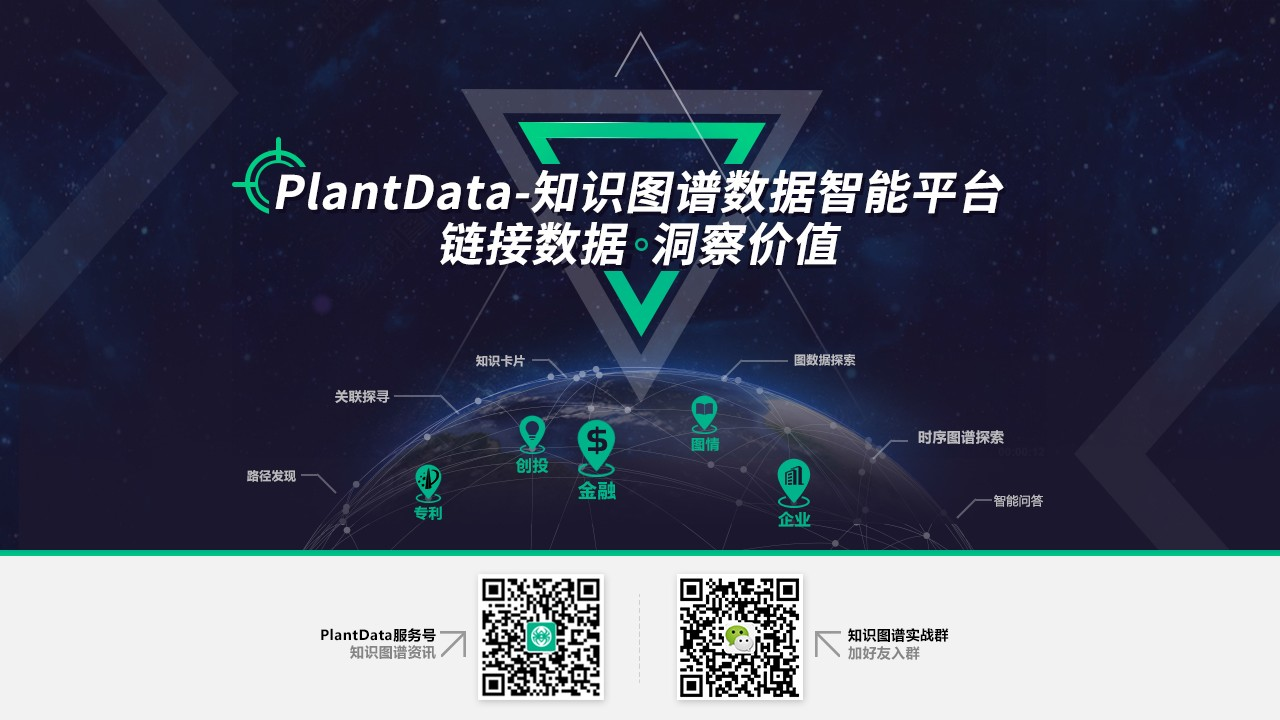 PlantData-知识图谱数据智能平台
链接数据·洞察价值
知识卡片
图数据探索
关联探寻
时序图谱探索
路径发现
智能问答
创投
$
金融
图情
专利
企业
PlantData服务号
知识图谱资讯
知识图谱实战群
加好友入群